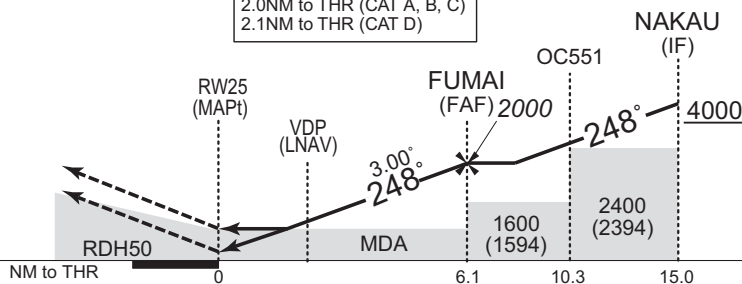 2.0NM to THR (CAT A, B, C)
2.1NM to THR (CAT D)
NAKAU
(IF)
OC551
FUMAI
(FAF)
2000
RW25
(MAPt)
VDP
(LNAV)
4000
248°
3.00°
248°
2400
(2394)
1600
(1594)
MDA
RDH50
NM to THR
0
6.1
10.3
15.0